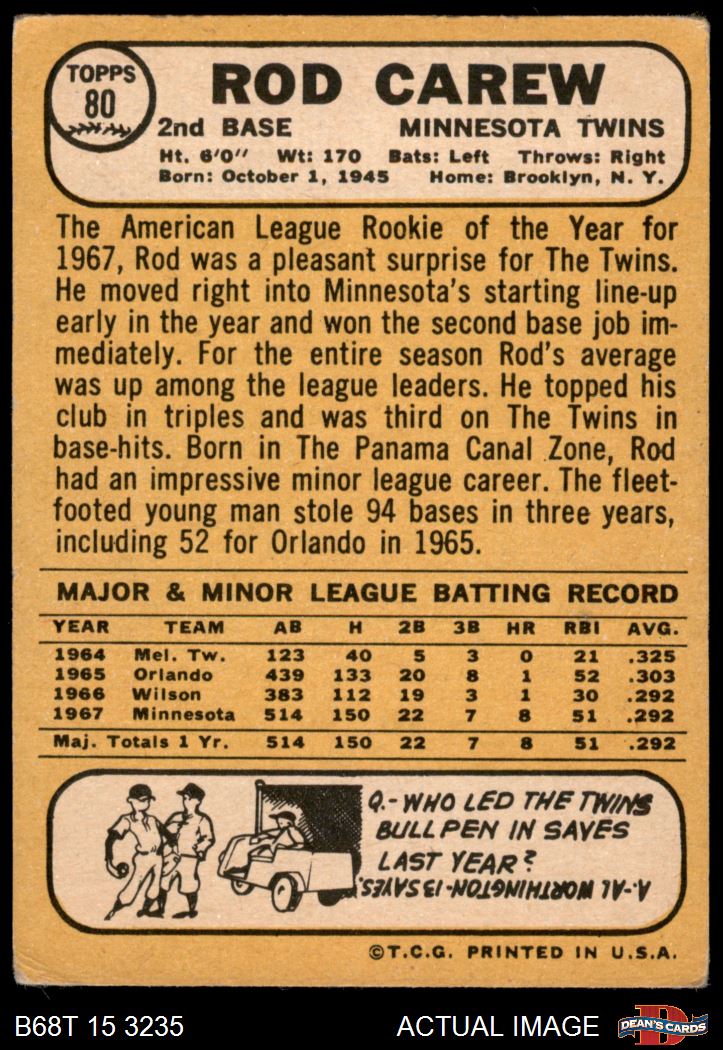 TOPPS
80
ROD CAREW
2nd BASE MINNESOTA TWINS
Ht. 6'0" Wt: 170 Bats: Left Throws: Right
Born: October 1, 1945 Home: Brooklyn, N. Y.
The American League Rookie of the Year for
1967, Rod was a pleasant surprise for The Twins.
He moved right into Minnesota's starting line-up
early in the year and won the second base job im-
mediately. For the entire season Rod's average
was up among the league leaders. He topped his
club in triples and was third on The Twins in
base-hits. Born in The Panama Canal Zone, Rod
had an impressive minor league career. The fleet-
footed young man stole 94 bases in three years,
including 52 for Orlando in 1965.
MAJOR & MINOR LEAGUE BATTING RECORD
YEAR TEAM AB H 2B 3B HR RBI AVG.
1964 Mel. Tw. 123 40 5 3 0 21 .325
1965 Orlando 439 133 20 8 1 52 .303
1966 Wilson 383 112 19 3 1 30 .292
1967 Minnesota 514 150 22 7 8 51 .292
Maj. Totals 1 Yr. 514 150 22 7 8 51 .292
Q.-WHO LED THE TWINS
BULLPEN IN SAVES
LAST YEAR?
A.-AL WORTHINGTON-13 SAVES.
©T.C.G. PRINTED IN U.S.A.
B68T 15 3235 ACTUAL IMAGE
D
DEAN'S CARDS